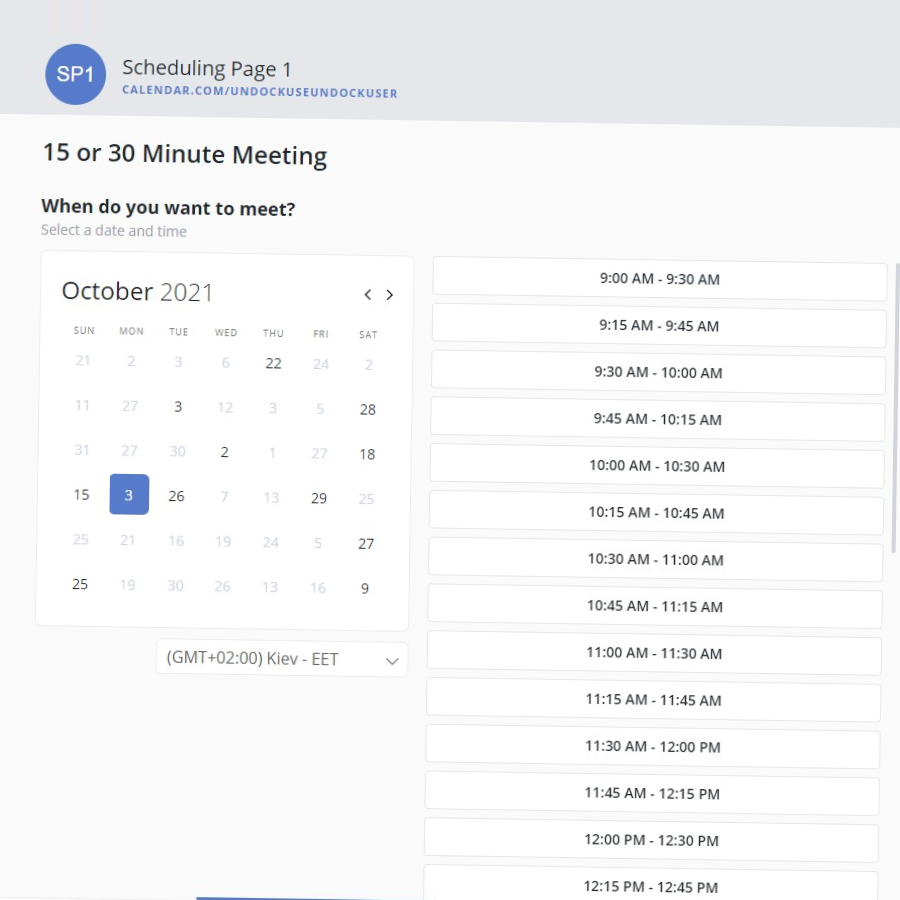 SP1
Scheduling Page 1
CALENDAR.COM/UNDOCKUSEUNDOCKUSER
15 or 30 Minute Meeting
When do you want to meet?
Select a date and time
October 2021
SUN MON TUE WED THU FRI SAT
21 2 3 6 22 24 2
11 27 3 12 3 5 28
31 27 30 2 1 27 18
15 3 26 7 13 29 25
25 21 16 19 24 5 27
25 19 30 26 13 16 9
(GMT+02:00) Kiev - EET
9:00 AM - 9:30 AM
9:15 AM - 9:45 AM
9:30 AM - 10:00 AM
9:45 AM - 10:15 AM
10:00 AM - 10:30 AM
10:15 AM - 10:45 AM
10:30 AM - 11:00 AM
10:45 AM - 11:15 AM
11:00 AM - 11:30 AM
11:15 AM - 11:45 AM
11:30 AM - 12:00 PM
11:45 AM - 12:15 PM
12:00 PM - 12:30 PM
12:15 PM - 12:45 PM